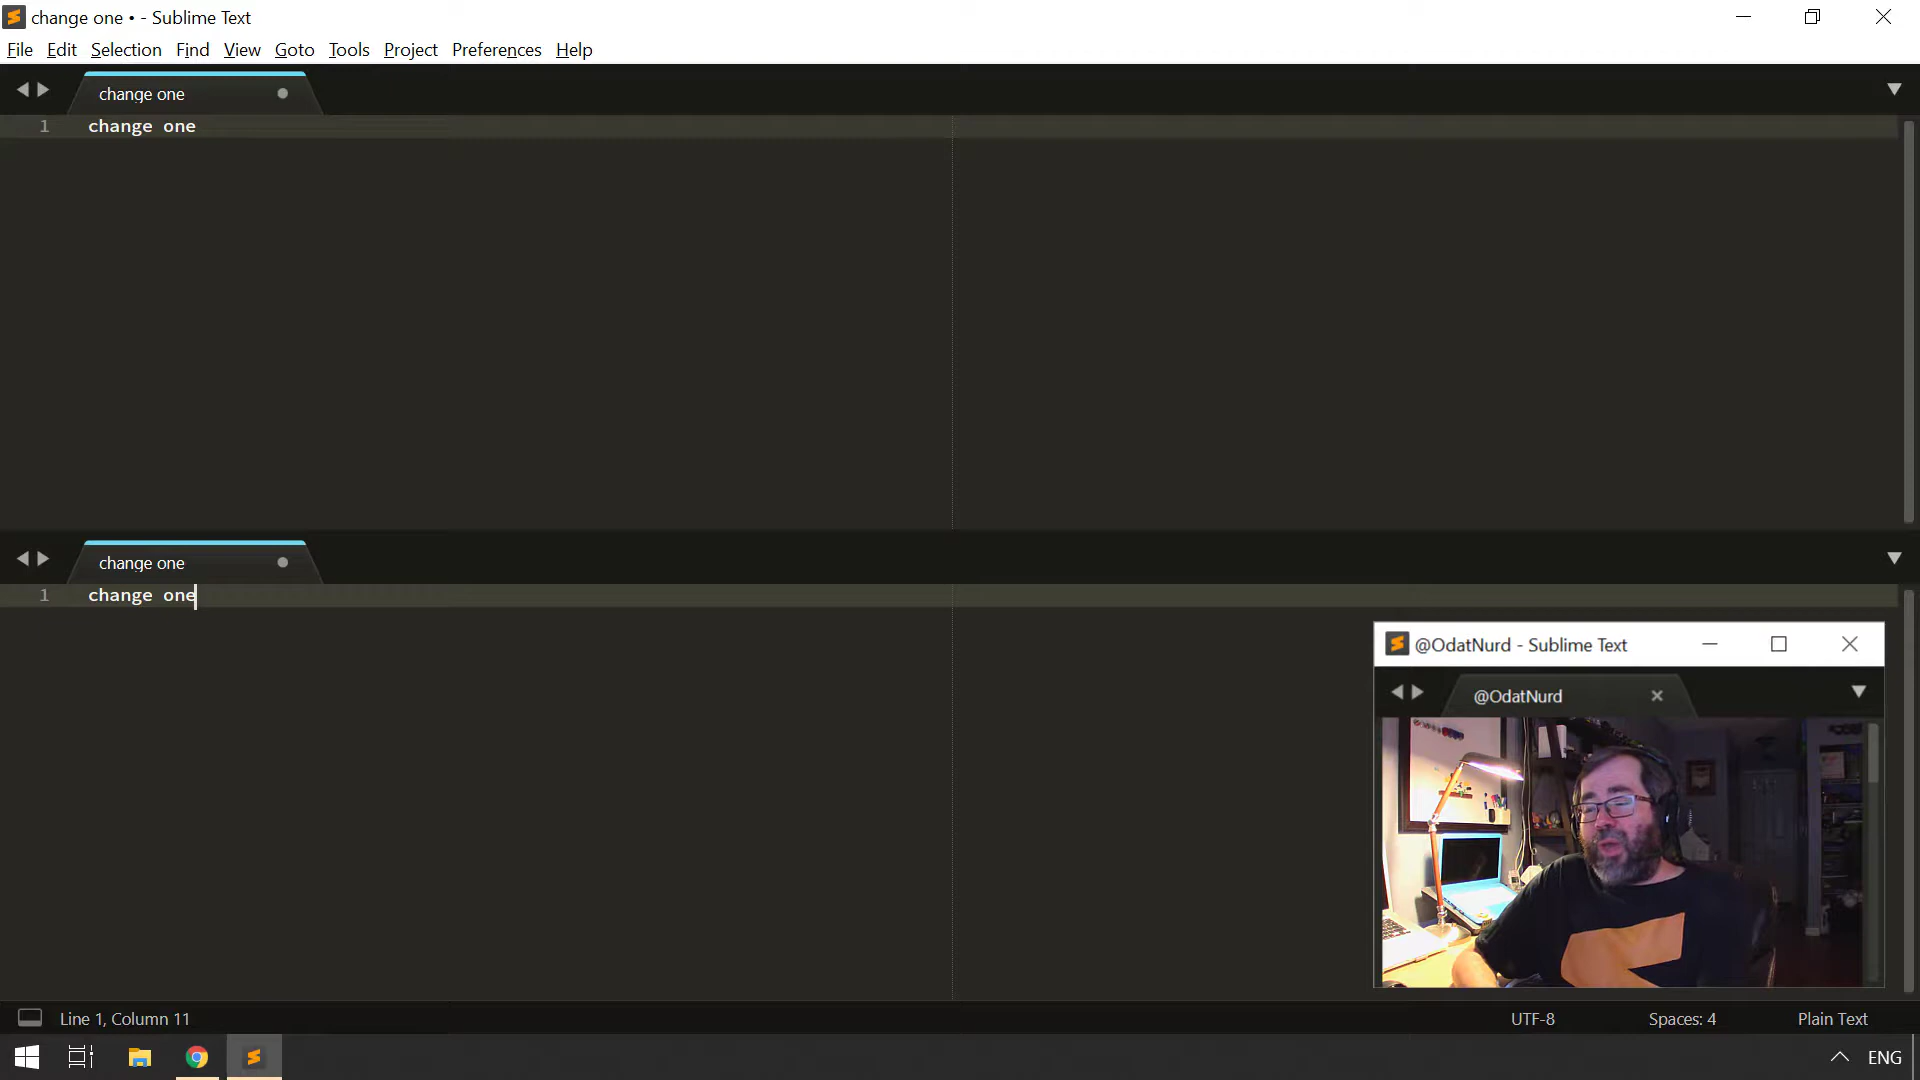 change one • - Sublime Text
File Edit Selection Find View Goto Tools Project Preferences Help
change one
1 change one
change one
1 change one
@OdatNurd - Sublime Text
@OdatNurd
Line 1, Column 11 UTF-8 Spaces: 4 Plain Text
ENG